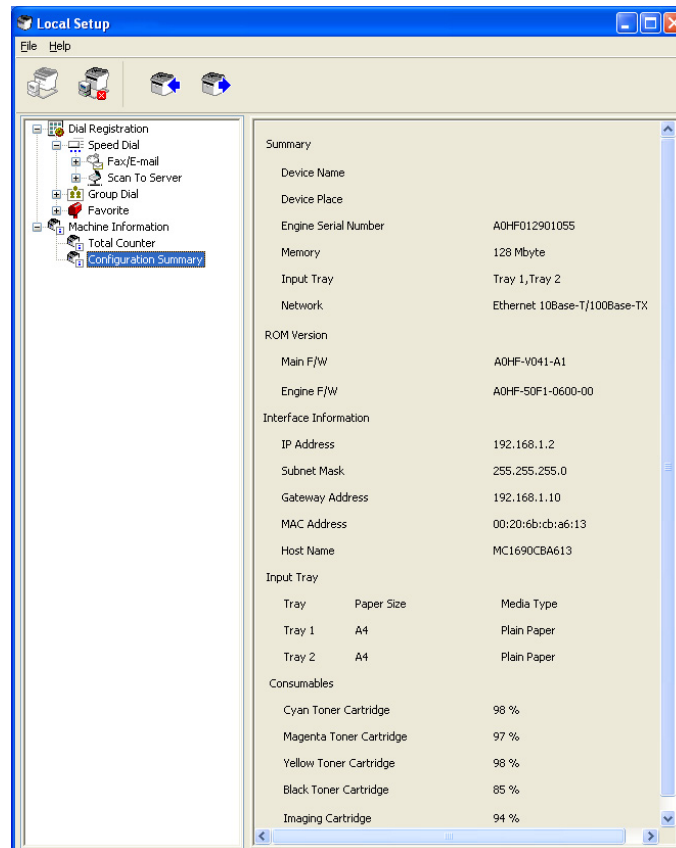 Local Setup
File Help
Dial Registration
Speed Dial
Fax/E-mail
Scan To Server
Group Dial
Favorite
Machine Information
Total Counter
Configuration Summary
Summary
Device Name
Device Place
Engine Serial Number A0HF012901055
Memory 128 Mbyte
Input Tray Tray 1,Tray 2
Network Ethernet 10Base-T/100Base-TX
ROM Version
Main F/W A0HF-V041-A1
Engine F/W A0HF-50F1-0600-00
Interface Information
IP Address 192.168.1.2
Subnet Mask 255.255.255.0
Gateway Address 192.168.1.10
MAC Address 00:20:6b:cb:a6:13
Host Name MC1690CBA613
Input Tray
Tray Paper Size Media Type
Tray 1 A4 Plain Paper
Tray 2 A4 Plain Paper
Consumables
Cyan Toner Cartridge 98 %
Magenta Toner Cartridge 97 %
Yellow Toner Cartridge 98 %
Black Toner Cartridge 85 %
Imaging Cartridge 94 %